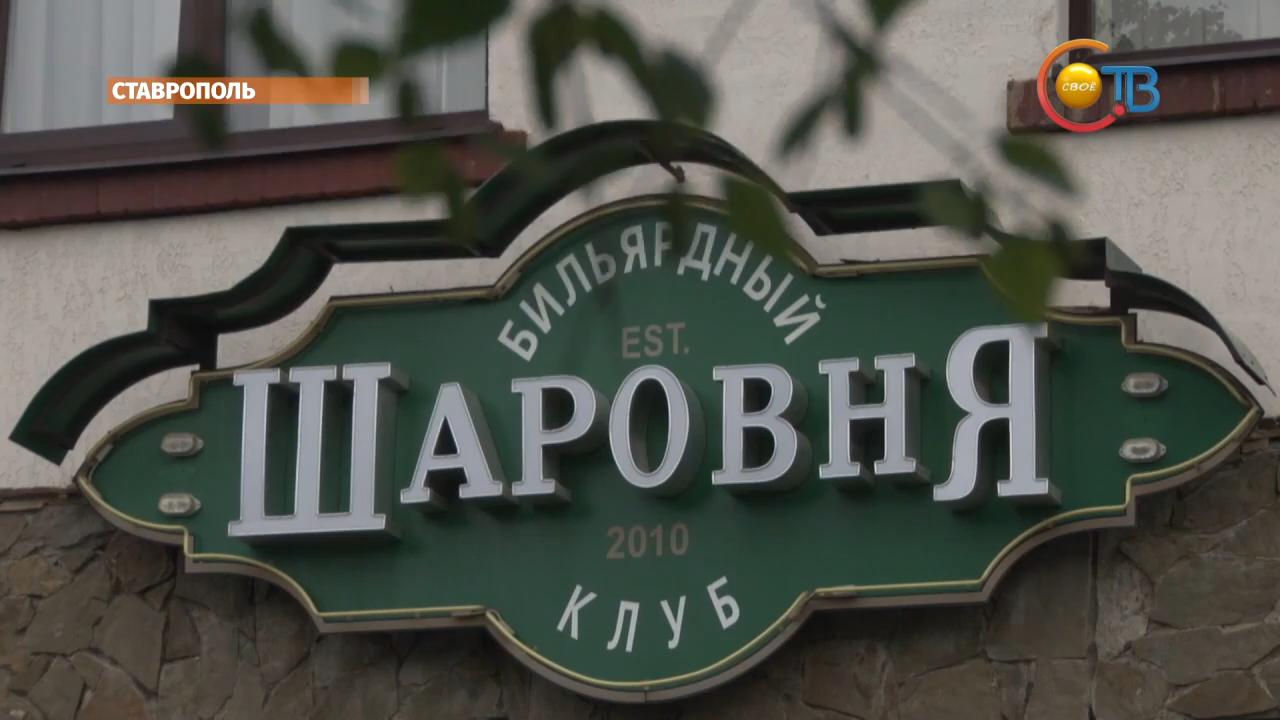 СТАВРОПОЛЬ
СВОЁ
ТВ
БИЛЬЯРДНЫЙ
EST.
ШАРОВНЯ
2010
КЛУБ